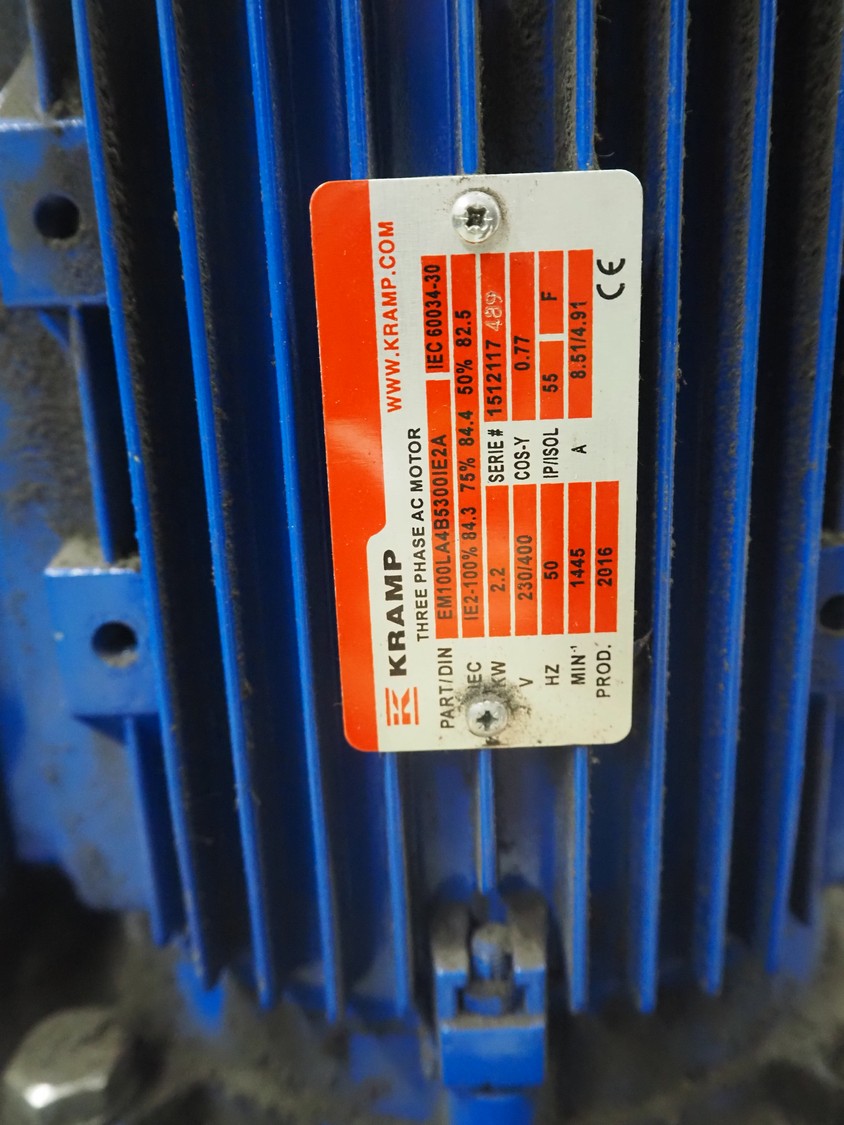 WWW.KRAMP.COM
KRAMP
THREE PHASE AC MOTOR
PART/DIN EM100LA4B5300IE2A IEC 60034-30
IEC IE2-100% 84.3 75% 84.4 50% 82.5
KW 2.2 SERIE# 1512117 489
V 230/400 COS-Y 0.77
HZ 50 IP/ISOL 55 F
MIN⁻¹ 1445 A 8.51/4.91
PROD. 2016 CE